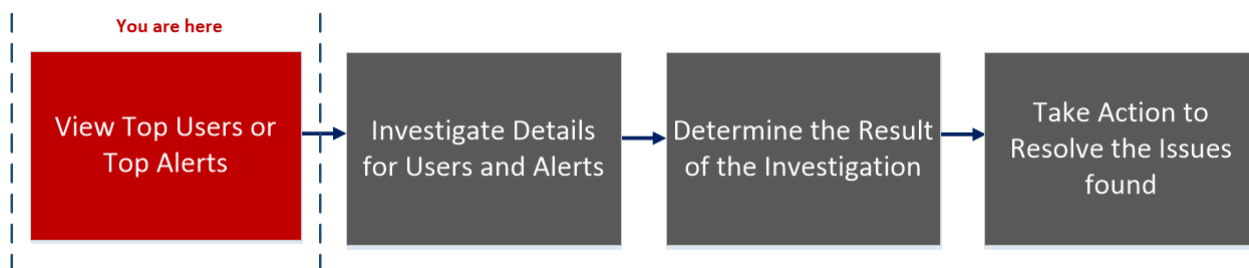 You are here
View Top Users or
Top Alerts
Investigate Details
for Users and Alerts
Determine the Result
of the Investigation
Take Action to
Resolve the Issues
found